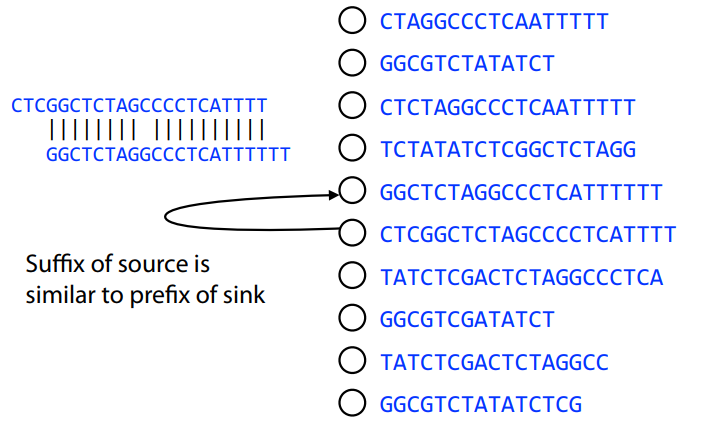 CTAGGCCCTCAATTTTT
GGCGTCTATATCT
CTCGGCTCTAGCCCCTCATTTT
|||||||| ||||||||||
GGCTCTAGGCCCTCATTTTTT
CTCTAGGCCCTCAATTTTT
TCTATATCTCGGCTCTAGG
GGCTCTAGGCCCTCATTTTTT
CTCGGCTCTAGCCCCTCATTTT
Suffix of source is
similar to prefix of sink
TATCTCGACTCTAGGCCCTCA
GGCGTCGATATCT
TATCTCGACTCTAGGCC
GGCGTCTATATCTCG